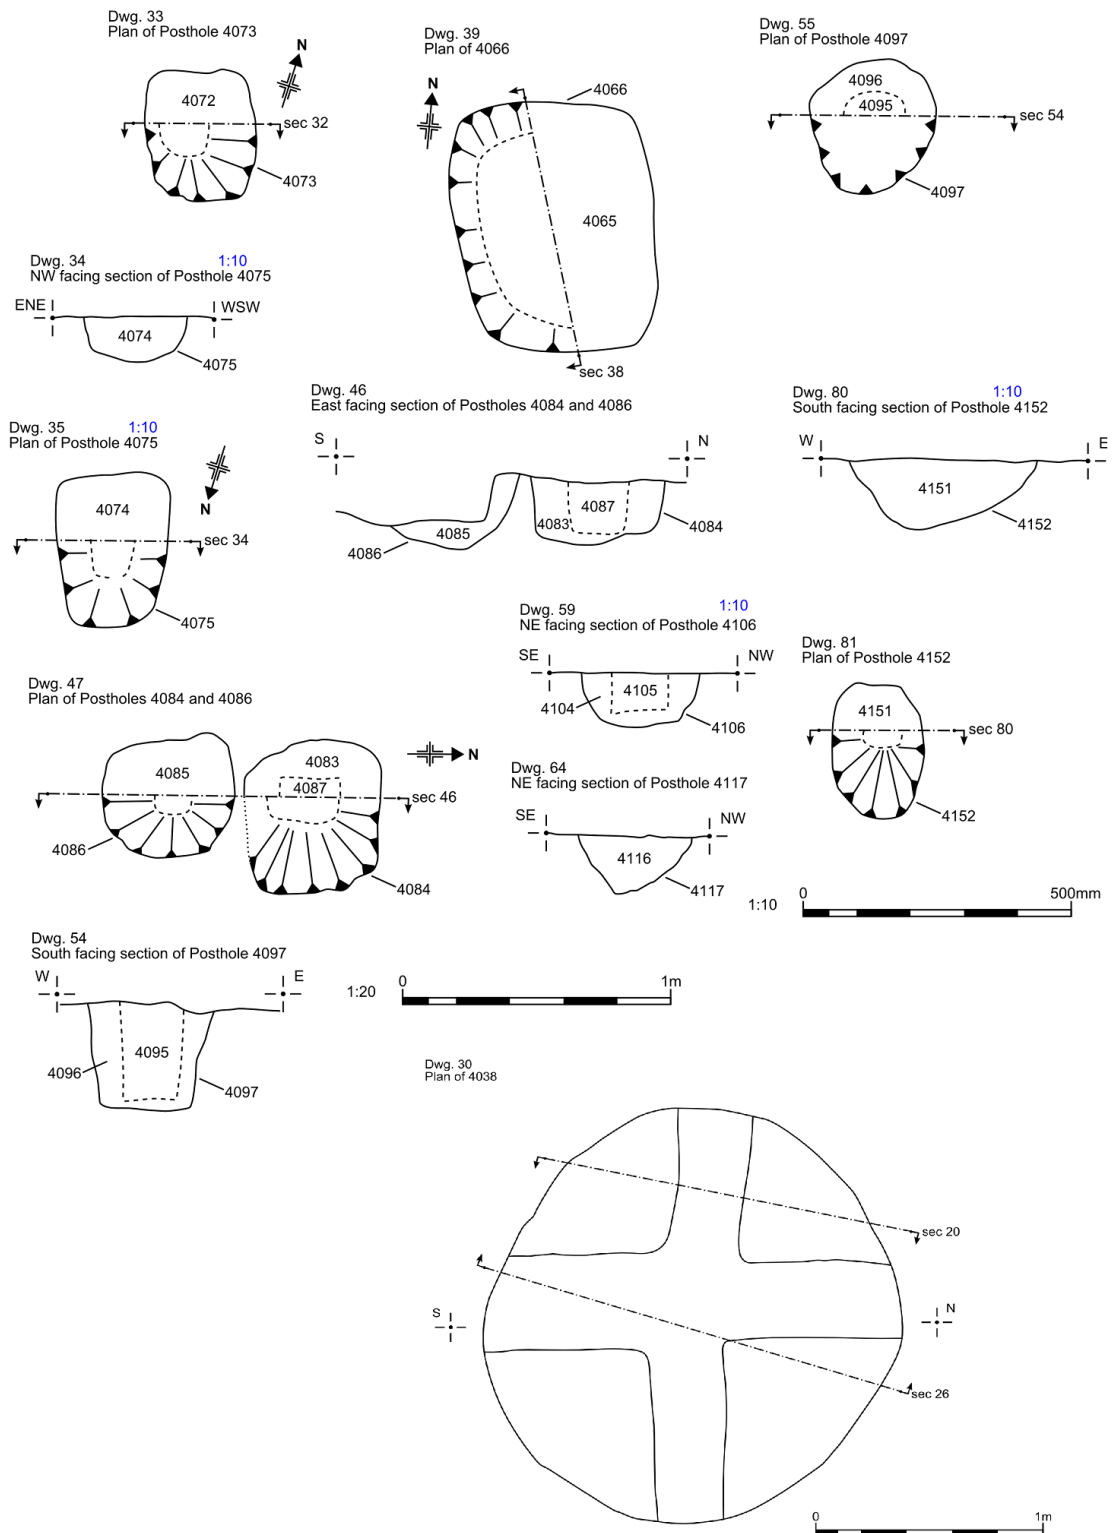 Dwg. 33
Plan of Posthole 4073
N
4072
sec 32
4073
Dwg. 39
Plan of 4066
N
4066
4065
sec 38
Dwg. 55
Plan of Posthole 4097
4096
4095
sec 54
4097
Dwg. 34 1:10
NW facing section of Posthole 4075
ENE WSW
4074
4075
Dwg. 35 1:10
Plan of Posthole 4075
N
4074
sec 34
4075
Dwg. 46
East facing section of Postholes 4084 and 4086
S N
4087
4083
4085
4084
4086
Dwg. 80 1:10
South facing section of Posthole 4152
W E
4151
4152
Dwg. 59 1:10
NE facing section of Posthole 4106
SE NW
4105
4104
4106
Dwg. 81
Plan of Posthole 4152
4151
sec 80
4152
Dwg. 47
Plan of Postholes 4084 and 4086
N
4083
4085
4087
sec 46
4086
4084
Dwg. 64
NE facing section of Posthole 4117
SE NW
4116
4117
1:10
0 500mm
Dwg. 54
South facing section of Posthole 4097
W E
4095
4096
4097
1:20
0 1m
Dwg. 30
Plan of 4038
sec 20
S N
sec 26
0 1m